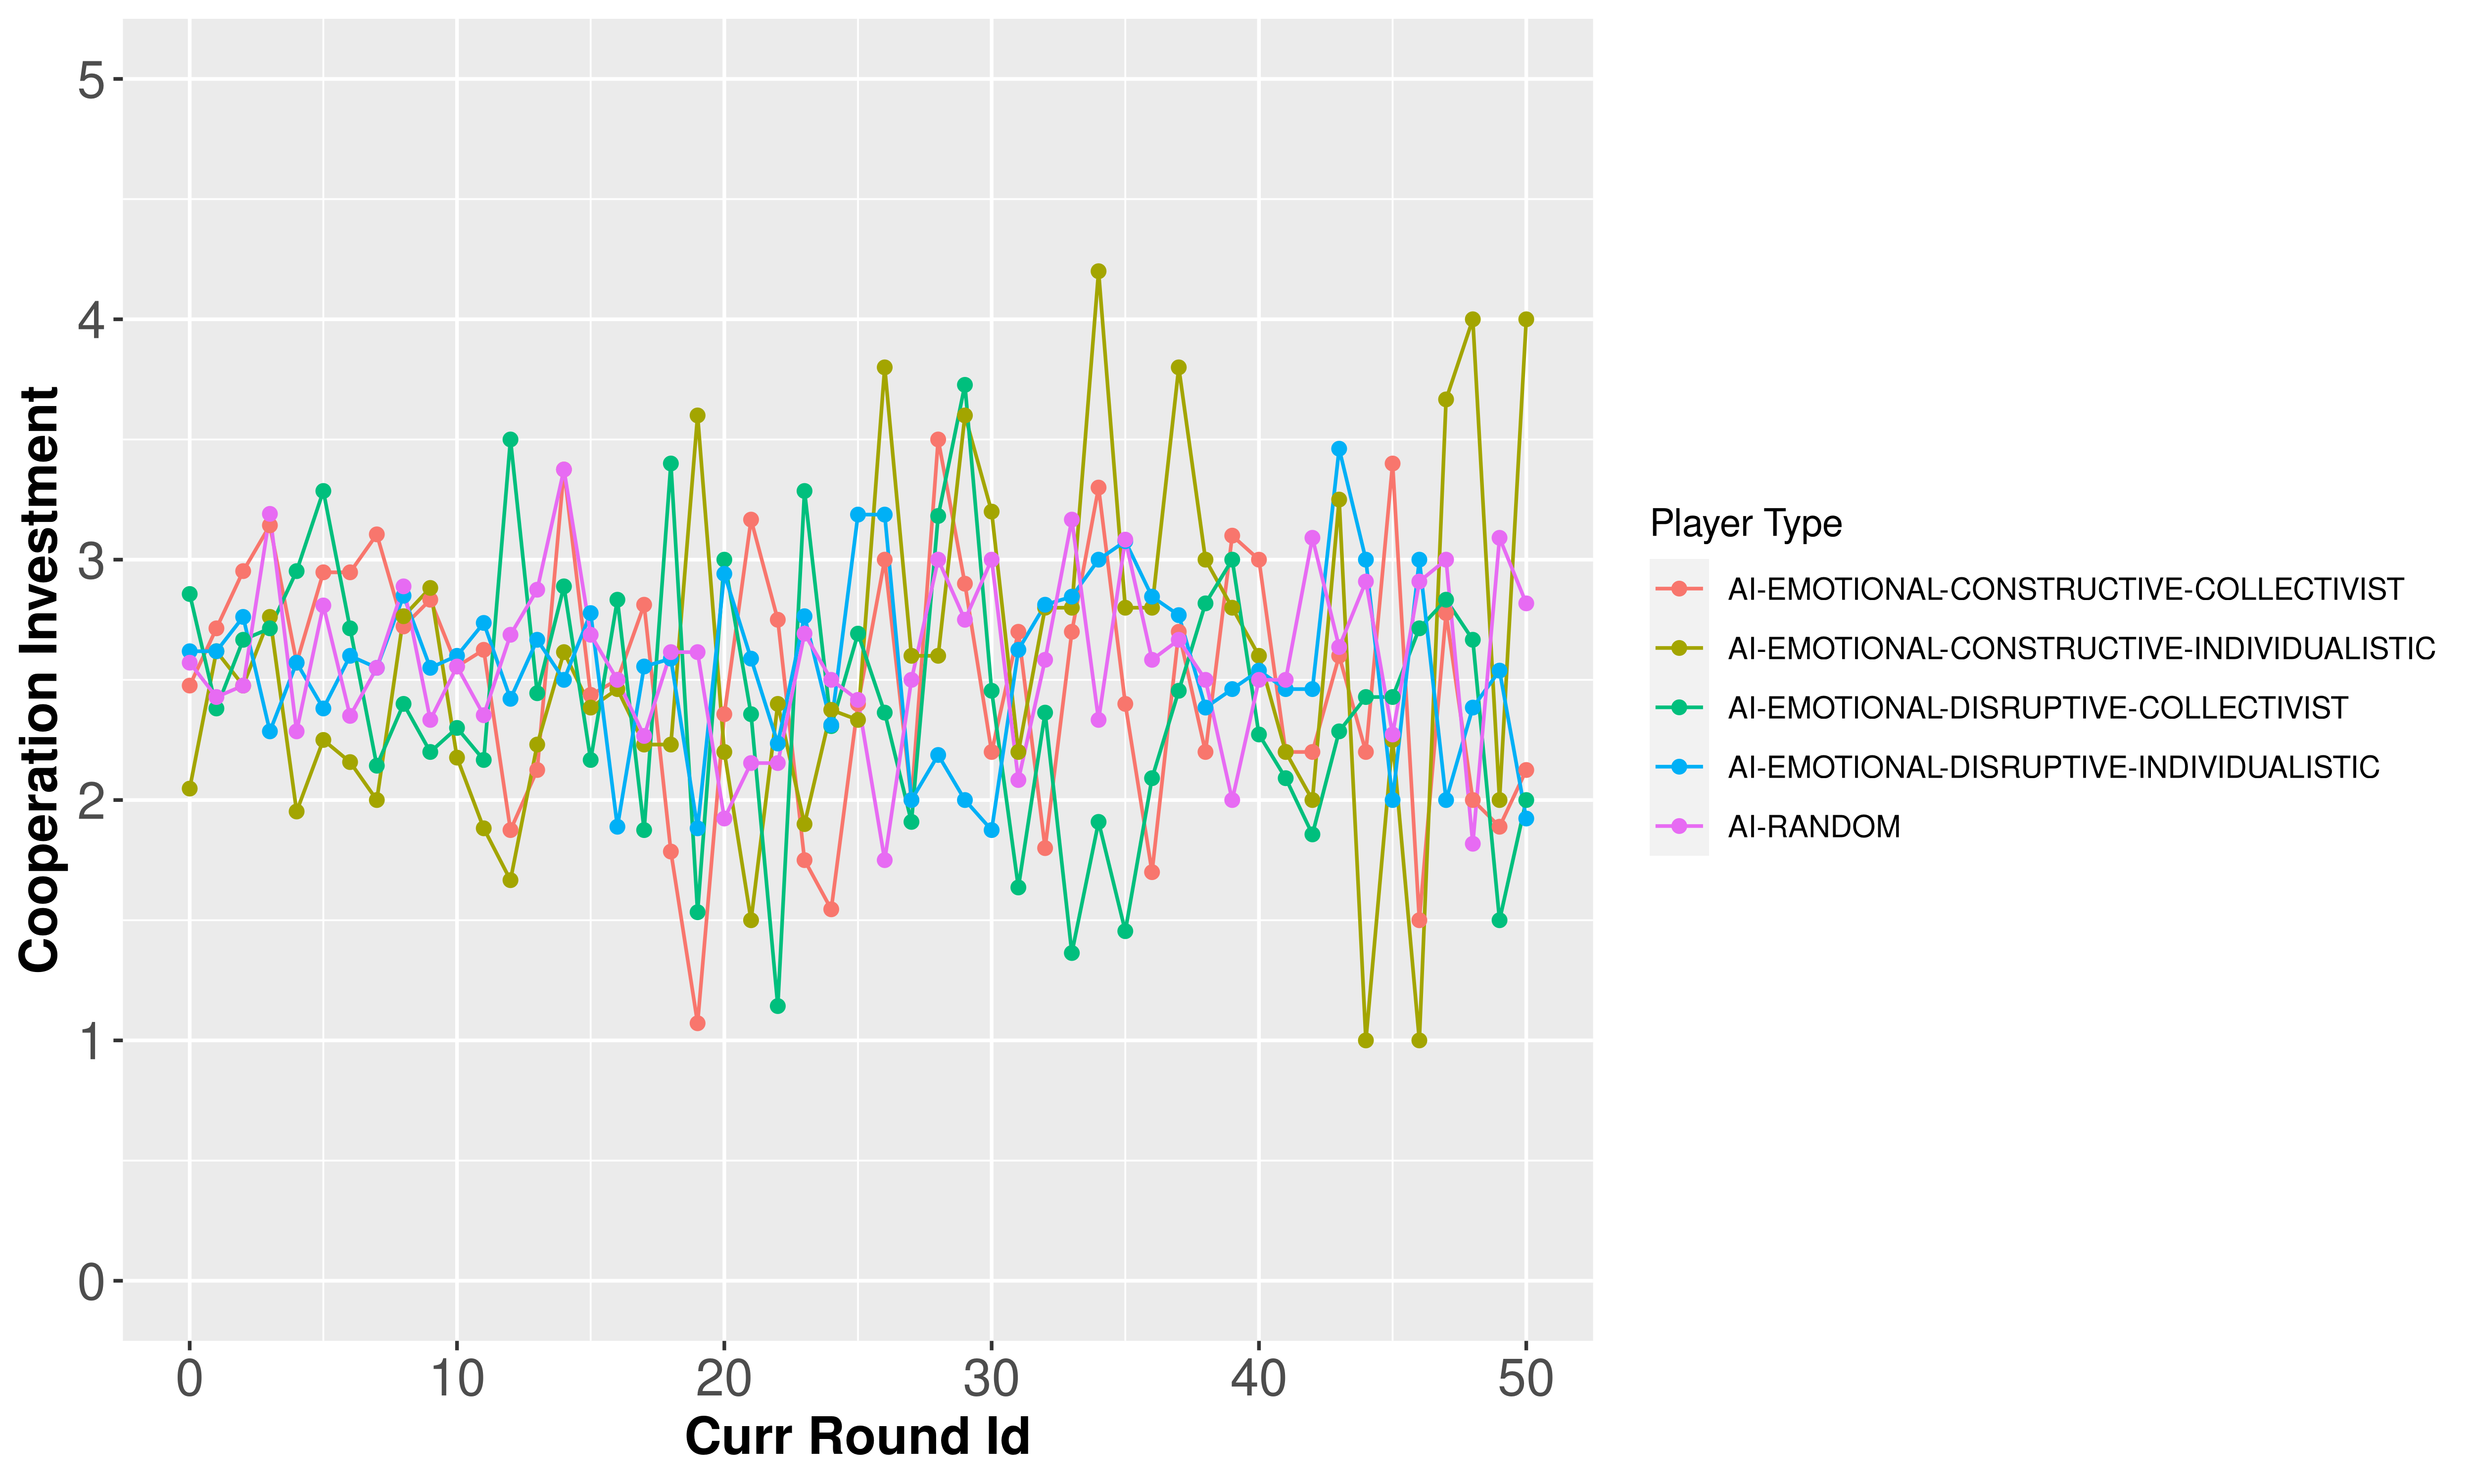 5
4
3
2
1
0
Cooperation Investment
0 10 20 30 40 50
Curr Round Id
Player Type
AI-EMOTIONAL-CONSTRUCTIVE-COLLECTIVIST
AI-EMOTIONAL-CONSTRUCTIVE-INDIVIDUALISTIC
AI-EMOTIONAL-DISRUPTIVE-COLLECTIVIST
AI-EMOTIONAL-DISRUPTIVE-INDIVIDUALISTIC
AI-RANDOM